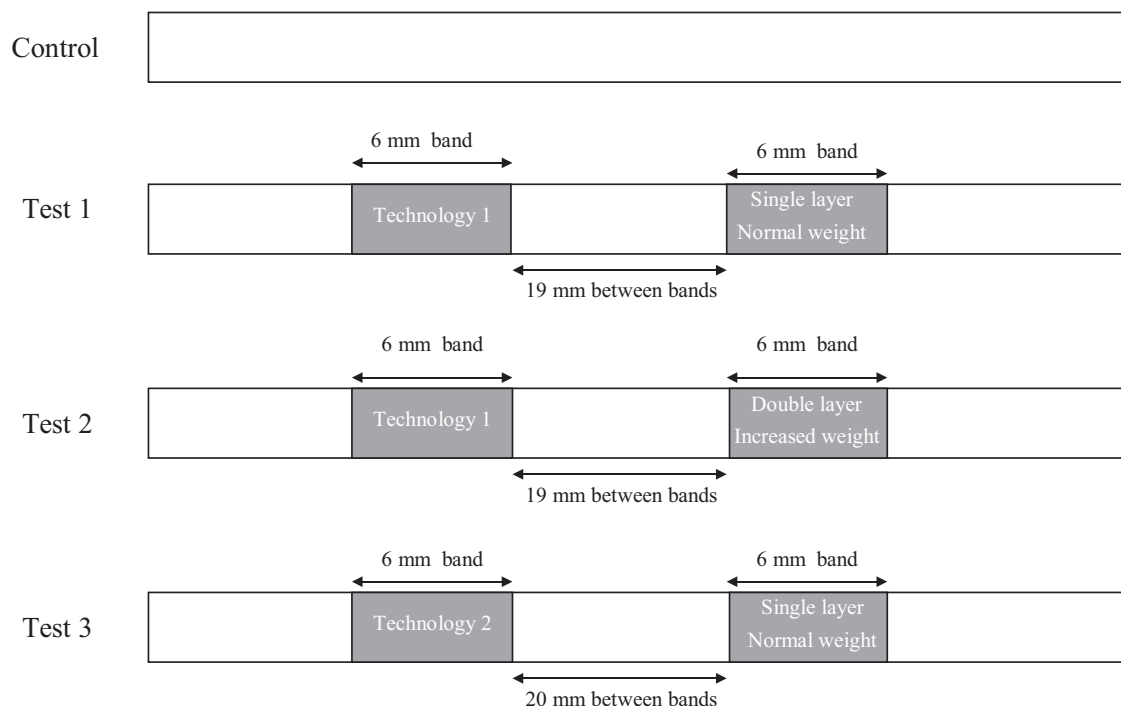 Control
6 mm band
6 mm band
Test 1
Technology 1
Single layer
Normal weight
19 mm between bands
6 mm band
6 mm band
Test 2
Technology 1
Double layer
Increased weight
19 mm between bands
6 mm band
6 mm band
Test 3
Technology 2
Single layer
Normal weight
20 mm between bands